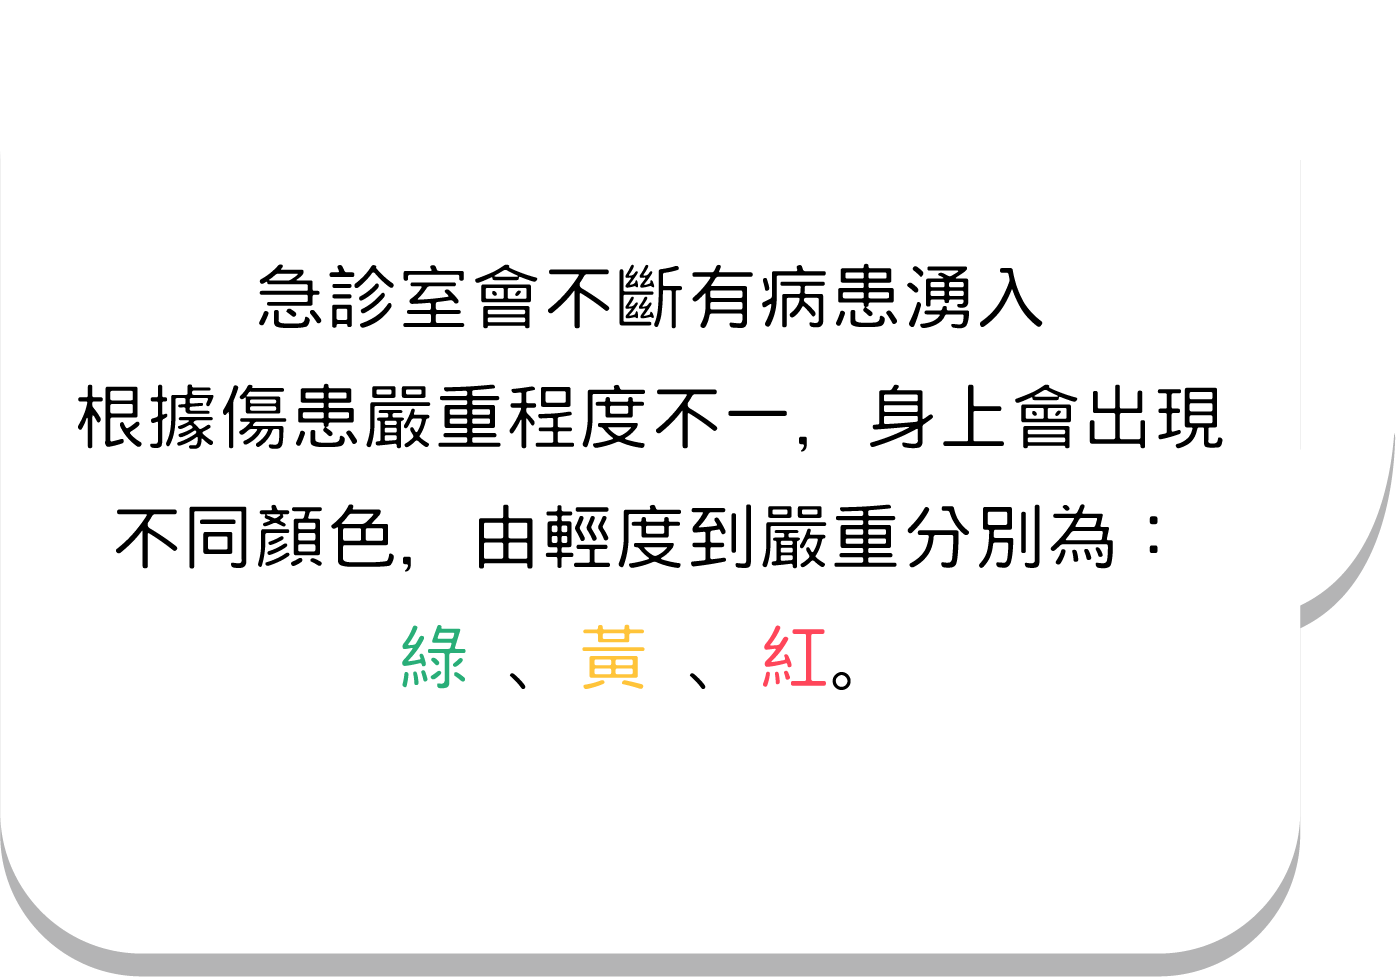 急診室會不斷有病患湧入
根據傷患嚴重程度不一，身上會出現
不同顏色，由輕度到嚴重分別為：
綠、黃、紅。